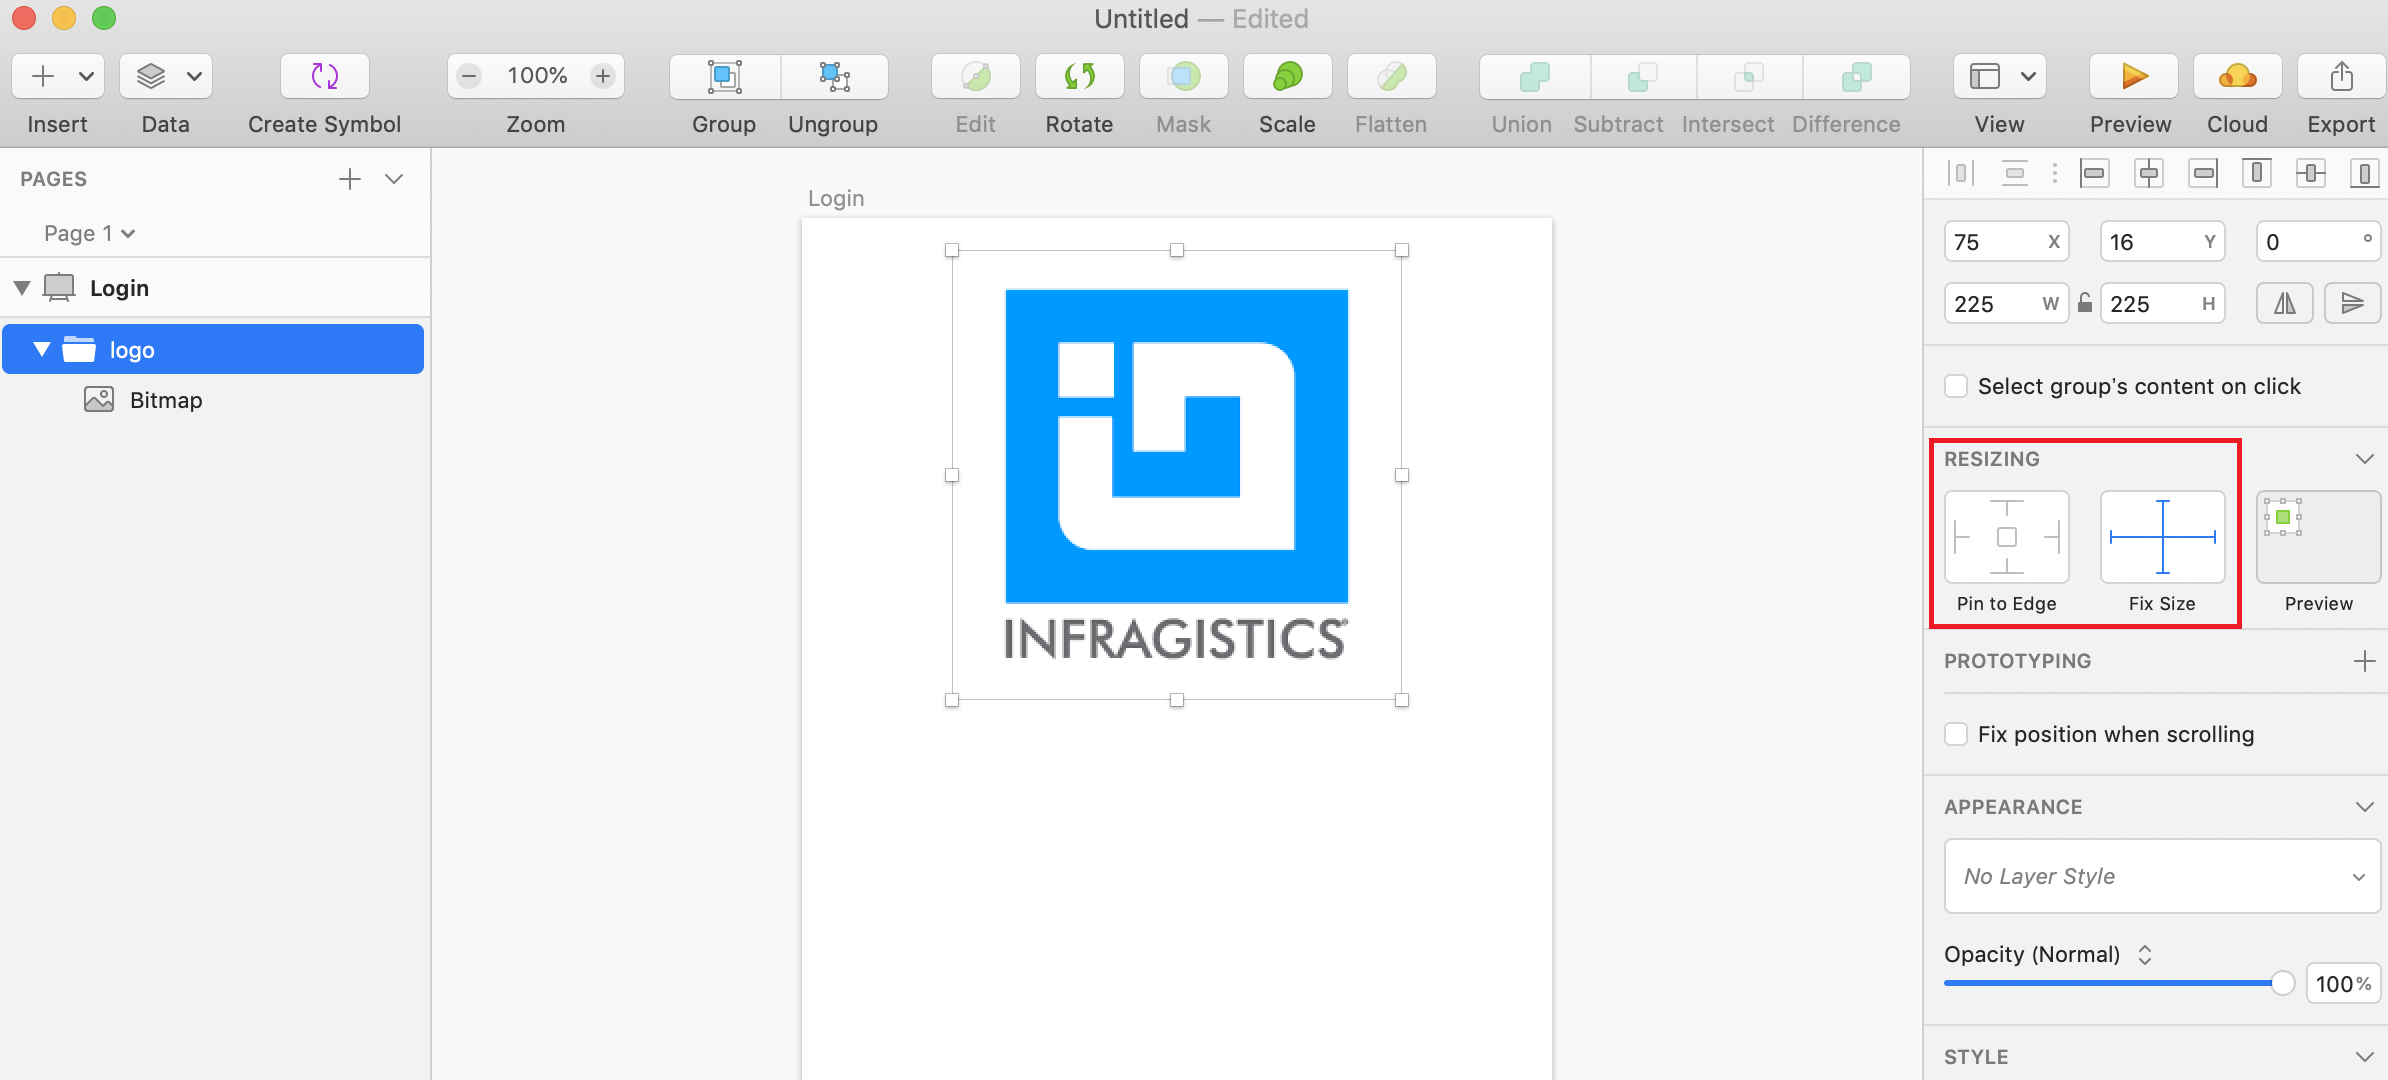 Untitled — Edited
100%
Insert
Data
Create Symbol
Zoom
Group
Ungroup
Edit
Rotate
Mask
Scale
Flatten
Union
Subtract
Intersect
Difference
View
Preview
Cloud
Export
PAGES
Page 1
Login
logo
Bitmap
Login
INFRAGISTICS
75 X
16 Y
0 °
225 W
225 H
Select group's content on click
RESIZING
Pin to Edge
Fix Size
Preview
PROTOTYPING
Fix position when scrolling
APPEARANCE
No Layer Style
Opacity (Normal)
100%
STYLE